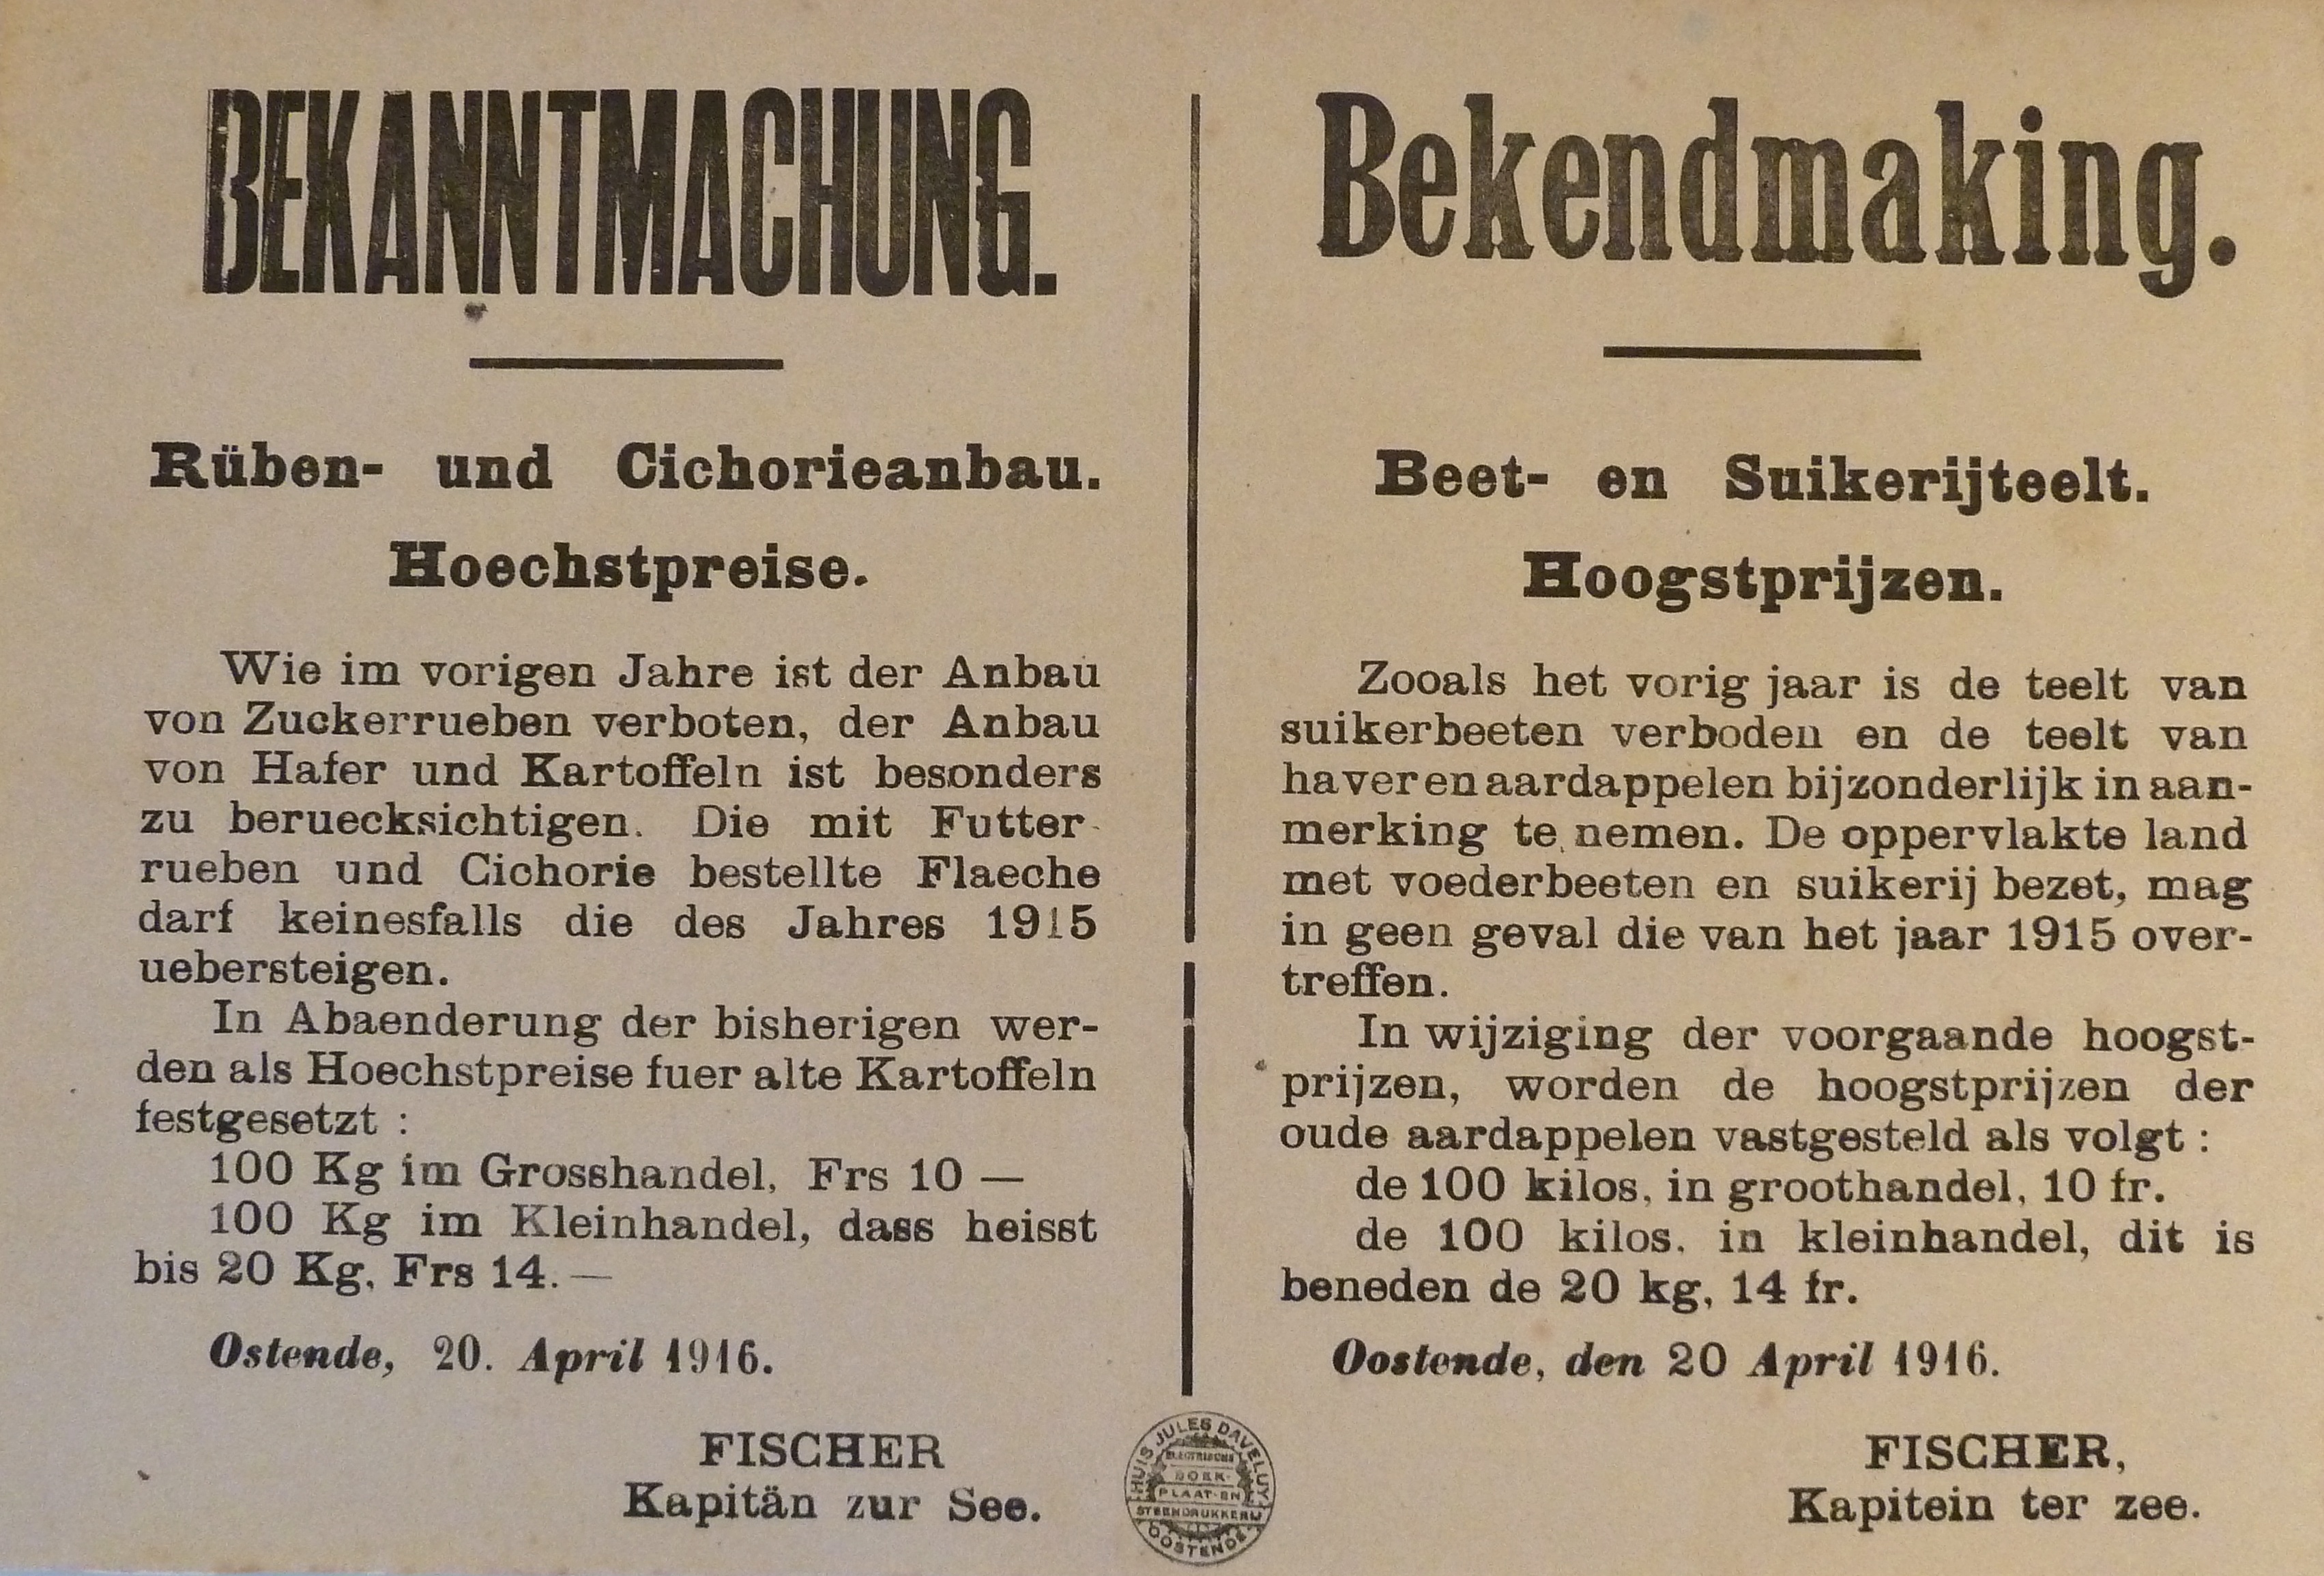 BEKANNTMACHUNG.
Rüben- und Cichorieanbau.
Hoechstpreise.
Wie im vorigen Jahre ist der Anbau
von Zuckerrueben verboten, der Anbau
von Hafer und Kartoffeln ist besonders
zu beruecksichtigen. Die mit Futter-
rueben und Cichorie bestellte Flaeche
darf keinesfalls die des Jahres 1915
uebersteigen.
In Abaenderung der bisherigen wer-
den als Hoechstpreise fuer alte Kartoffeln
festgesetzt :
100 Kg im Grosshandel, Frs 10 —
100 Kg im Kleinhandel, dass heisst
bis 20 Kg, Frs 14. —
Ostende, 20. April 1916.
FISCHER
Kapitän zur See.
Bekendmaking.
Beet- en Suikerijteelt.
Hoogstprijzen.
Zooals het vorig jaar is de teelt van
suikerbeeten verboden en de teelt van
haver en aardappelen bijzonderlijk in aan-
merking te nemen. De oppervlakte land
met voederbeeten en suikerij bezet, mag
in geen geval die van het jaar 1915 over-
treffen.
In wijziging der voorgaande hoogst-
prijzen, worden de hoogstprijzen der
oude aardappelen vastgesteld als volgt :
de 100 kilos, in groothandel, 10 fr.
de 100 kilos. in kleinhandel, dit is
beneden de 20 kg, 14 fr.
Oostende, den 20 April 1916.
FISCHER,
Kapitein ter zee.
HUIS JULES DAVELUY
ELECTRISCHE
BOEK-
PLAAT- EN
STEENDRUKKERIJ
OOSTENDE